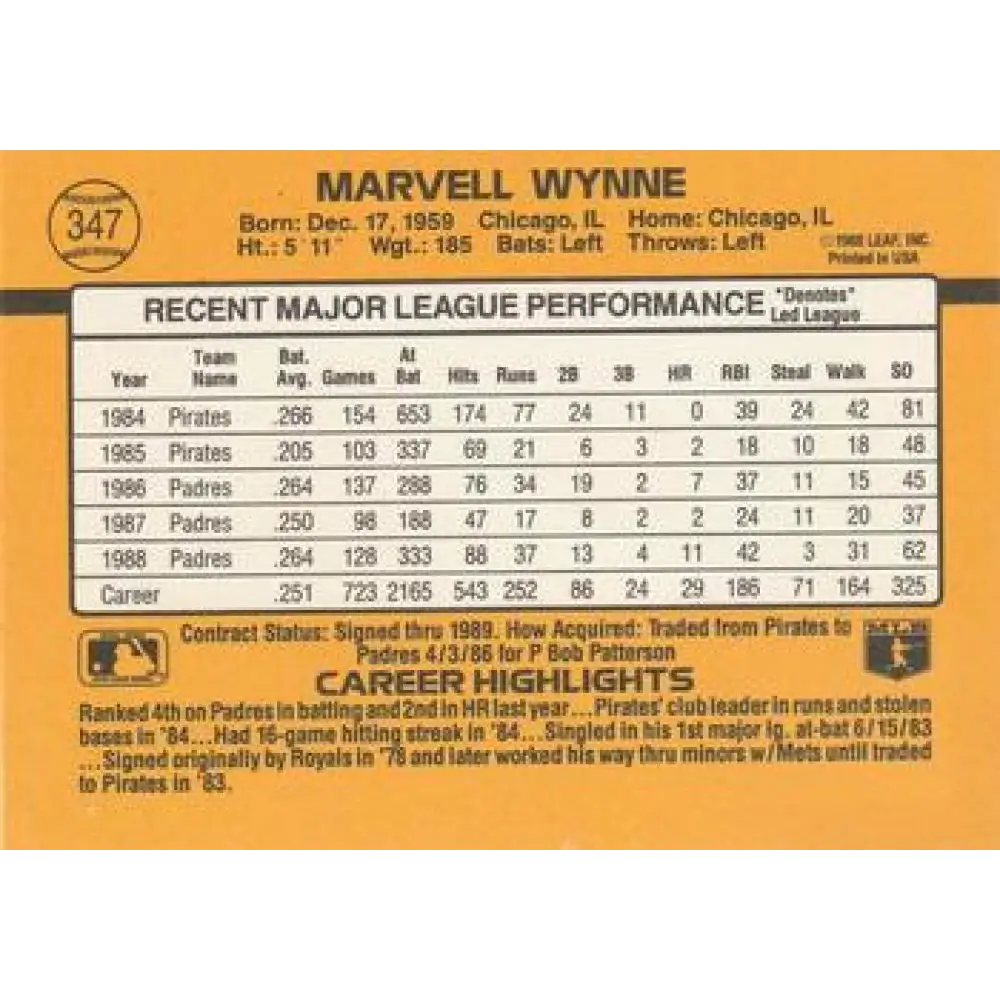 MARVELL WYNNE
347
Born: Dec. 17, 1959 Chicago, IL Home: Chicago, IL
Ht.: 5'11" Wgt.: 185 Bats: Left Throws: Left
LEAF, INC.
Printed in USA
RECENT MAJOR LEAGUE PERFORMANCE "Denotes" Led League
Year Team Name Bat. Avg. Games At Bat Hits Runs 2B 3B HR RBI Steal Walk SO
1984 Pirates .266 154 653 174 77 24 11 0 39 24 42 81
1985 Pirates .205 103 337 69 21 6 3 2 18 10 18 48
1986 Padres .264 137 288 76 34 19 2 7 37 11 15 45
1987 Padres .250 98 188 47 17 8 2 2 24 11 20 37
1988 Padres .264 128 333 88 37 13 4 11 42 3 31 62
Career .251 723 2165 543 252 86 24 29 186 71 164 325
Contract Status: Signed thru 1989. How Acquired: Traded from Pirates to
Padres 4/3/86 for P Bob Patterson
CAREER HIGHLIGHTS
Ranked 4th on Padres in batting and 2nd in HR last year...Pirates' club leader in runs and stolen
bases in '84...Had 16-game hitting streak in '84...Singled in his 1st major lg. at-bat 6/15/83
...Signed originally by Royals in '78 and later worked his way thru minors w/Mets until traded
to Pirates in '83.